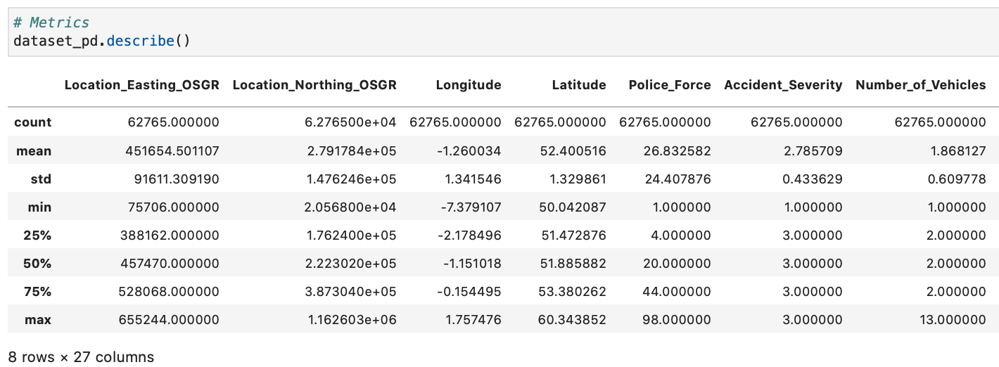 # Metrics
dataset_pd.describe()
Location_Easting_OSGR Location_Northing_OSGR Longitude Latitude Police_Force Accident_Severity Number_of_Vehicles
count 62765.000000 6.276500e+04 62765.000000 62765.000000 62765.000000 62765.000000 62765.000000
mean 451654.501107 2.791784e+05 -1.260034 52.400516 26.832582 2.785709 1.868127
std 91611.309190 1.476246e+05 1.341546 1.329861 24.407876 0.433629 0.609778
min 75706.000000 2.056800e+04 -7.379107 50.042087 1.000000 1.000000 1.000000
25% 388162.000000 1.762400e+05 -2.178496 51.472876 4.000000 3.000000 2.000000
50% 457470.000000 2.223020e+05 -1.151018 51.885882 20.000000 3.000000 2.000000
75% 528068.000000 3.873040e+05 -0.154495 53.380262 44.000000 3.000000 2.000000
max 655244.000000 1.162603e+06 1.757476 60.343852 98.000000 3.000000 13.000000
8 rows × 27 columns